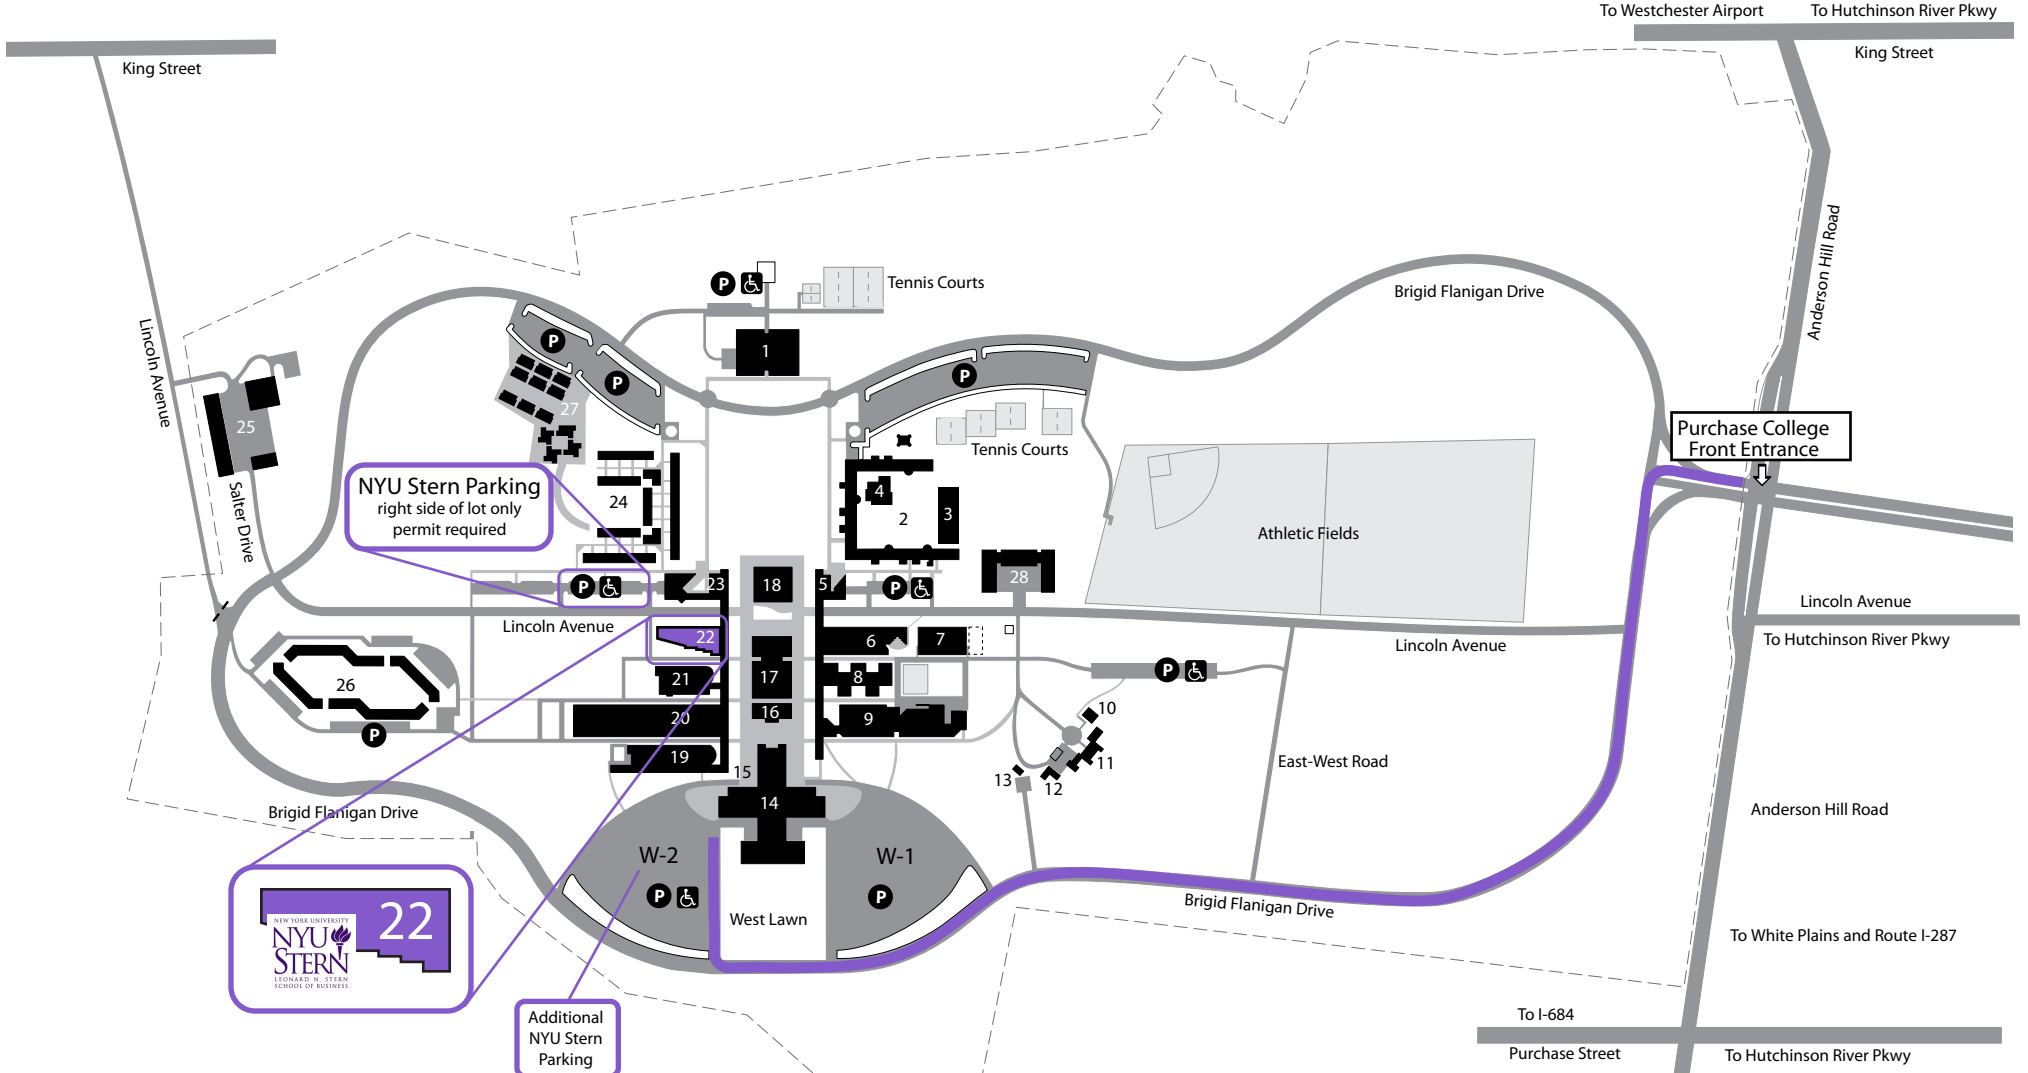 To Westchester Airport
To Hutchinson River Pkwy
King Street
King Street
Anderson Hill Road
Tennis Courts
P
Brigid Flanigan Drive
Lincoln Avenue
P
1
P
P
27
25
Purchase College
Front Entrance
Tennis Courts
NYU Stern Parking
right side of lot only
permit required
Salter Drive
24
4
2
3
Athletic Fields
28
P
23
18
5
P
Lincoln Avenue
Lincoln Avenue
22
6
7
Lincoln Avenue
To Hutchinson River Pkwy
21
17
8
P
26
P
20
16
9
10
11
12
13
19
15
14
East-West Road
Brigid Flanigan Drive
Anderson Hill Road
W-2
W-1
P
P
West Lawn
Brigid Flanigan Drive
22
NEW YORK UNIVERSITY
NYU
STERN
LEONARD N. STERN
SCHOOL OF BUSINESS
To White Plains and Route I-287
Additional
NYU Stern
Parking
To I-684
Purchase Street
To Hutchinson River Pkwy